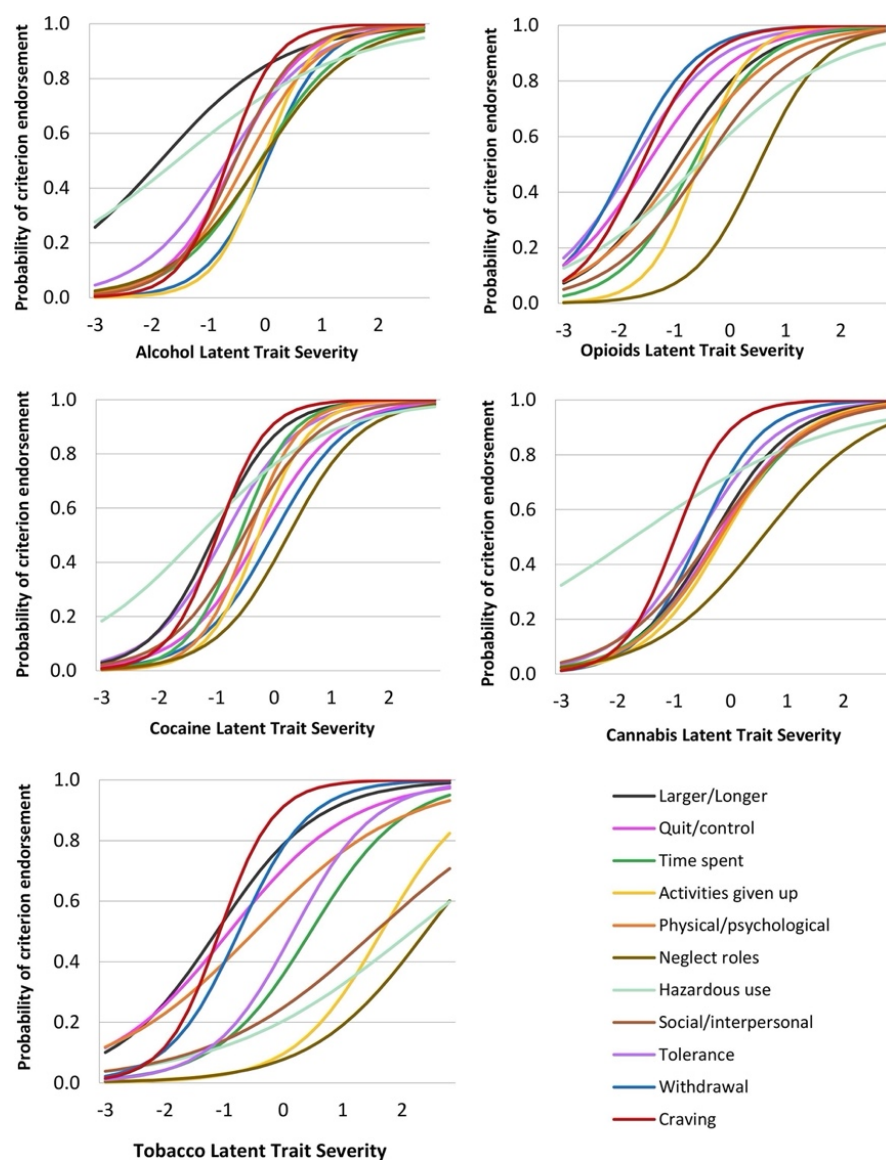 Probability of criterion endorsement
1.0
0.8
0.6
0.4
0.2
0.0
-3 -2 -1 0 1 2
Alcohol Latent Trait Severity
Probability of criterion endorsement
1.0
0.8
0.6
0.4
0.2
0.0
-3 -2 -1 0 1 2
Opioids Latent Trait Severity
Probability of criterion endorsement
1.0
0.8
0.6
0.4
0.2
0.0
-3 -2 -1 0 1 2
Cocaine Latent Trait Severity
Probability of criterion endorsement
1.0
0.8
0.6
0.4
0.2
0.0
-3 -2 -1 0 1 2
Cannabis Latent Trait Severity
Probability of criterion endorsement
1.0
0.8
0.6
0.4
0.2
0.0
-3 -2 -1 0 1 2
Tobacco Latent Trait Severity
Larger/Longer
Quit/control
Time spent
Activities given up
Physical/psychological
Neglect roles
Hazardous use
Social/interpersonal
Tolerance
Withdrawal
Craving